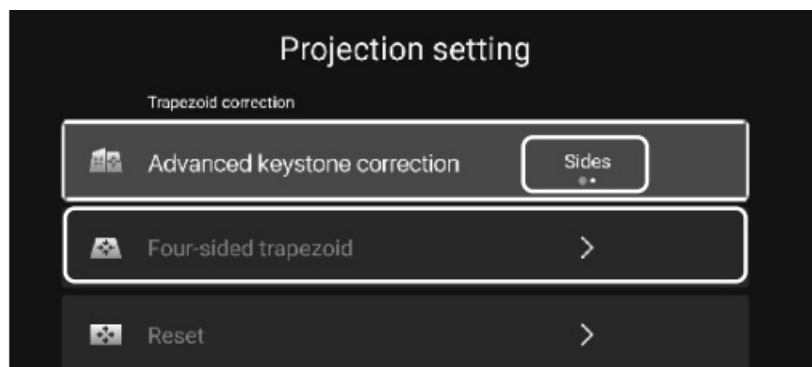 Projection setting
Trapezoid correction
Advanced keystone correction Sides
Four-sided trapezoid
Reset